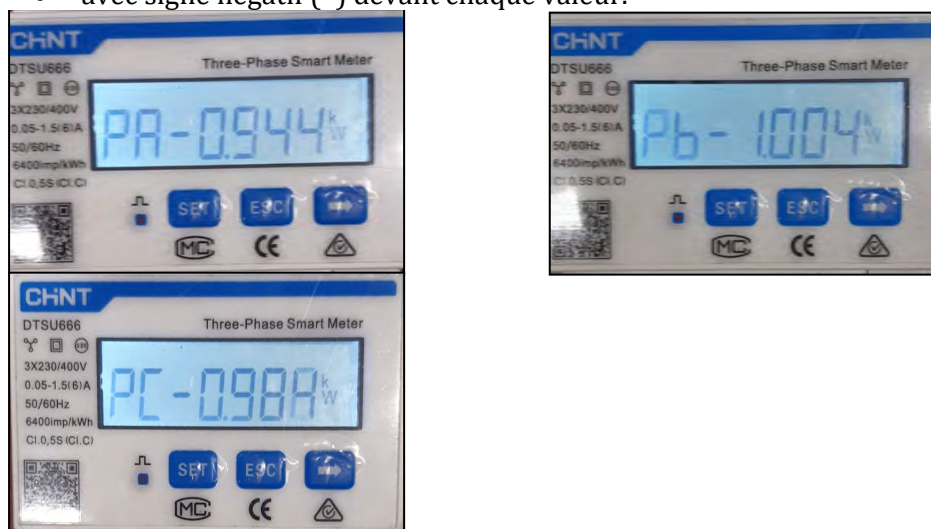 avec signe négatif devant chaque valeur.
CHiNT
DTSU666
Three-Phase Smart Meter
3X230/400V
0.05-1.5(6)A
50/60Hz
6400imp/kWh
Cl.0,5S (Cl.C)
PA-0.944 kW
SET ESC
MC CE
CHiNT
DTSU666
Three-Phase Smart Meter
3X230/400V
0.05-1.5(6)A
50/60Hz
6400imp/kWh
Cl.0,5S (Cl.C)
Pb-1.004 kW
SET ESC
MC CE
CHiNT
DTSU666
Three-Phase Smart Meter
3X230/400V
0.05-1.5(6)A
50/60Hz
6400imp/kWh
Cl.0,5S (Cl.C)
PC-0.98A kW
SET ESC
MC CE